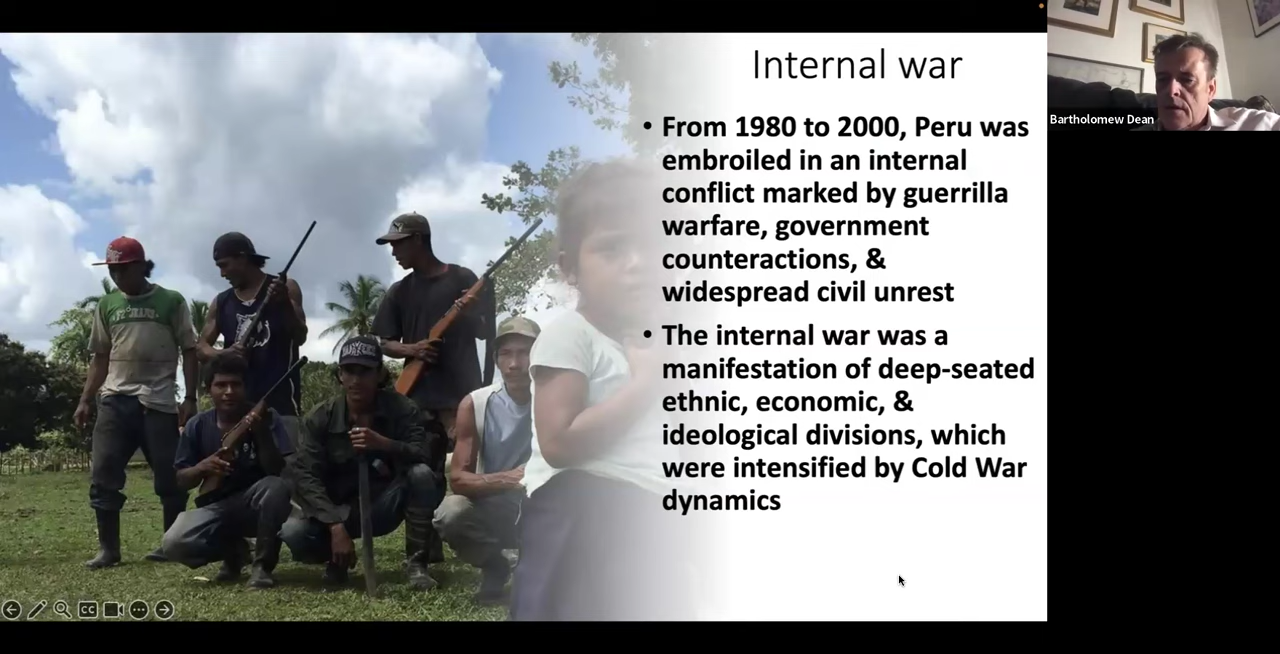 Internal war
• From 1980 to 2000, Peru was
embroiled in an internal
conflict marked by guerrilla
warfare, government
counteractions, &
widespread civil unrest
• The internal war was a
manifestation of deep-seated
ethnic, economic, &
ideological divisions, which
were intensified by Cold War
dynamics
Bartholomew Dean
CC